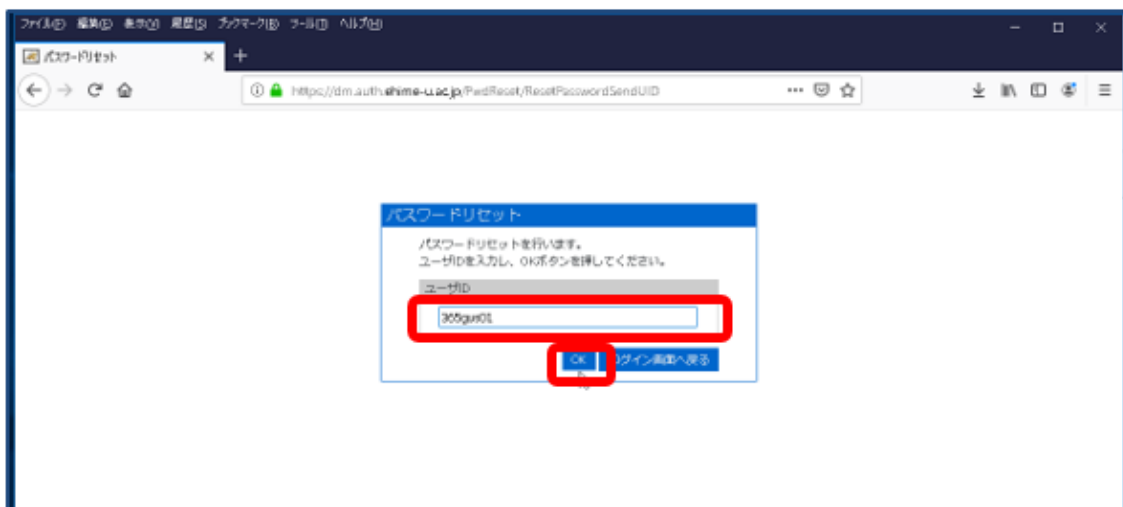 ファイル(F) 編集(E) 表示(V) 履歴(S) ブックマーク(B) ツール(T) ヘルプ(H)
パスワードリセット
https://dm.auth.ehime-u.ac.jp/PwdReset/ResetPasswordSendUID
パスワードリセット
パスワードリセットを行います。
ユーザIDを入力し、OKボタンを押してください。
ユーザID
365gus01
OK
ログイン画面へ戻る